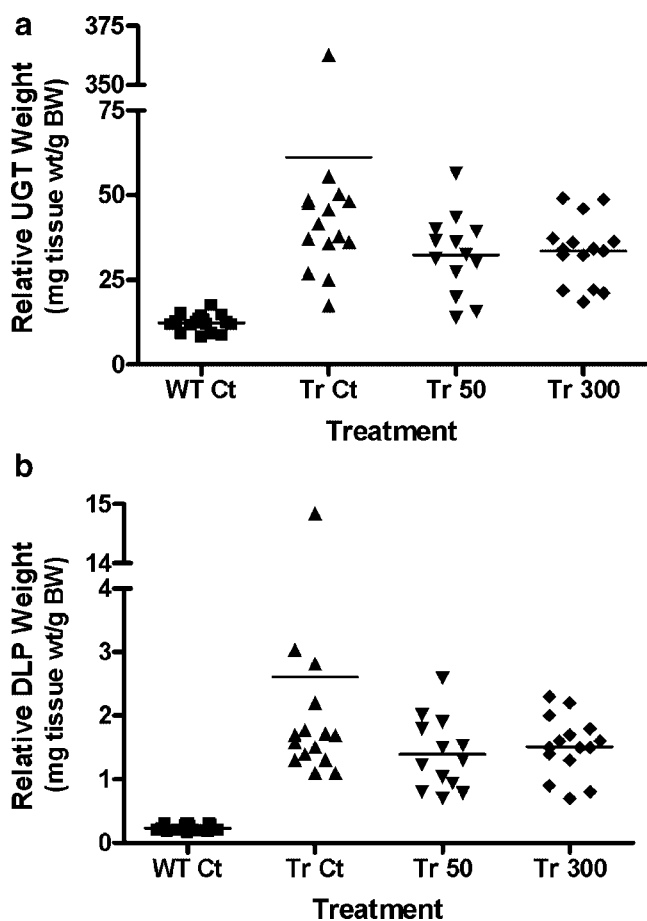 a
Relative UGT Weight
(mg tissue wt/g BW)
375
350
75
50
25
0
WT Ct Tr Ct Tr 50 Tr 300
Treatment
b
Relative DLP Weight
(mg tissue wt/g BW)
15
14
4
3
2
1
0
WT Ct Tr Ct Tr 50 Tr 300
Treatment